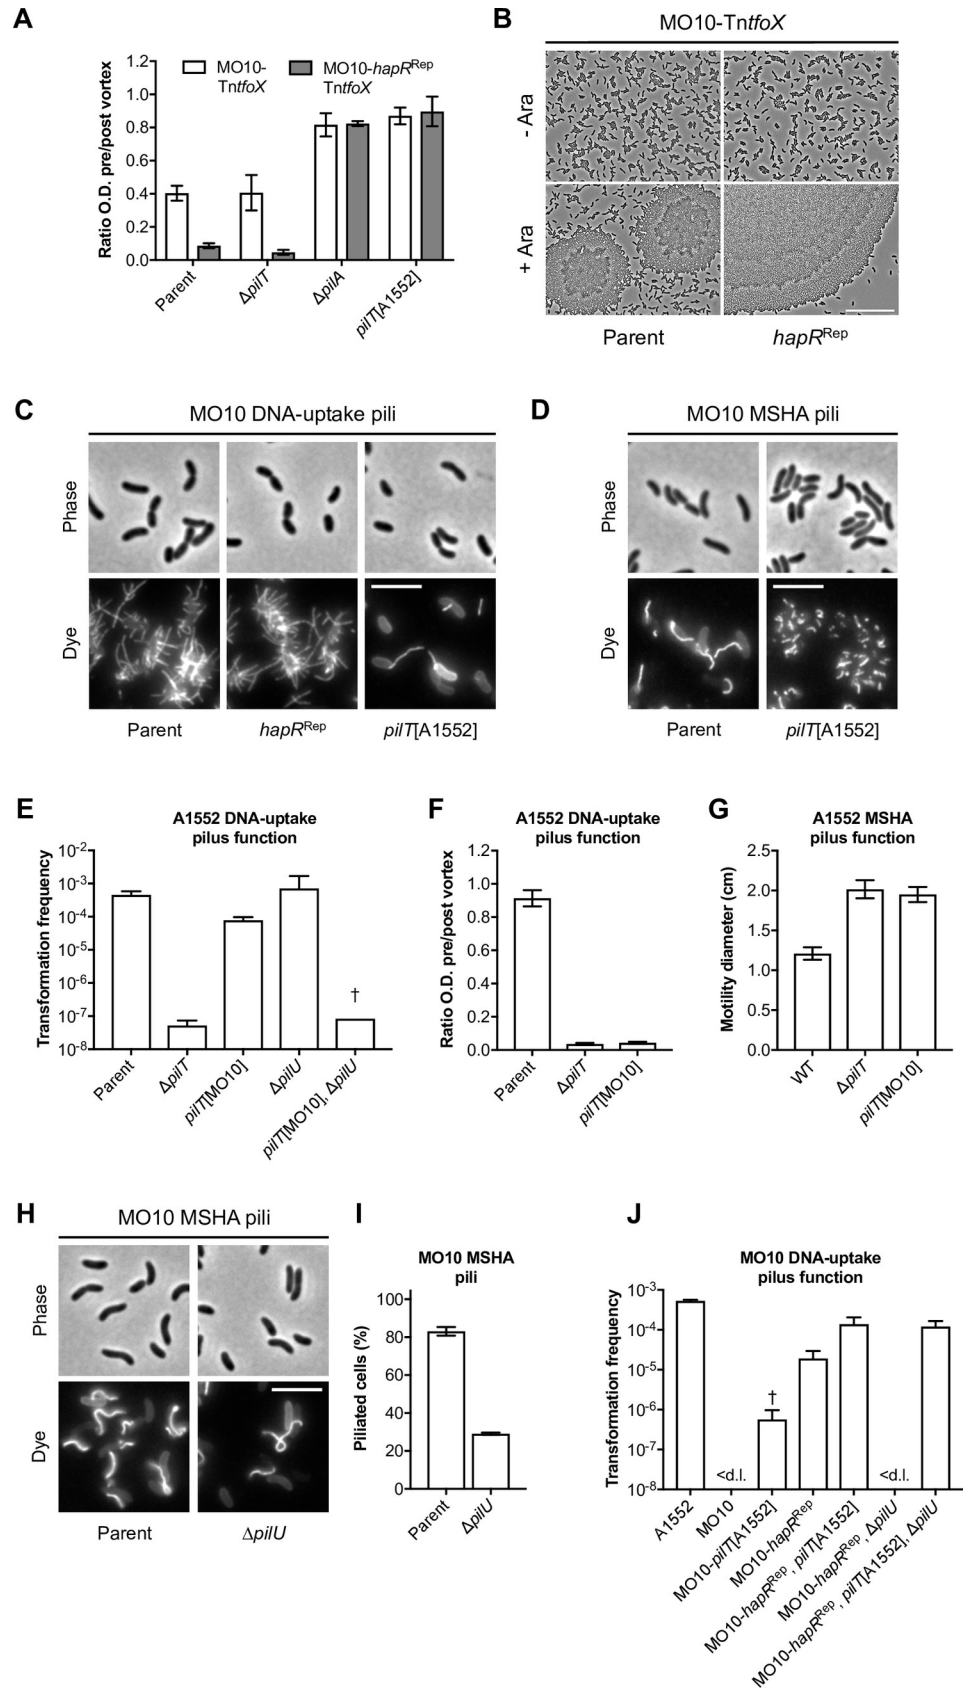 A
1.2
1.0
0.8
0.6
0.4
0.2
0.0
Ratio O.D. pre/post vortex
MO10-
TntfoX
MO10-hapRRep
TntfoX
Parent
ΔpilT
ΔpilA
pilT[A1552]
B
MO10-TntfoX
- Ara
+ Ara
Parent
hapRRep
C
MO10 DNA-uptake pili
Phase
Dye
Parent
hapRRep
pilT[A1552]
D
MO10 MSHA pili
Phase
Dye
Parent
pilT[A1552]
E
A1552 DNA-uptake
pilus function
Transformation frequency
10-2
10-3
10-4
10-5
10-6
10-7
10-8
†
Parent
ΔpilT
pilT[MO10]
ΔpilU
pilT[MO10], ΔpilU
F
A1552 DNA-uptake
pilus function
Ratio O.D. pre/post vortex
1.2
1.0
0.8
0.6
0.4
0.2
0.0
Parent
ΔpilT
pilT[MO10]
G
A1552 MSHA
pilus function
Motility diameter (cm)
2.5
2.0
1.5
1.0
0.5
0.0
WT
ΔpilT
pilT[MO10]
H
MO10 MSHA pili
Phase
Dye
Parent
ΔpilU
I
MO10 MSHA
pili
Piliated cells (%)
100
80
60
40
20
0
Parent
ΔpilU
J
MO10 DNA-uptake
pilus function
Transformation frequency
10-3
10-4
10-5
10-6
10-7
10-8
<d.l.
†
<d.l.
A1552
MO10
MO10-pilT[A1552]
MO10-hapRRep
MO10-hapRRep, pilT[A1552]
MO10-hapRRep, ΔpilU
MO10-hapRRep, pilT[A1552], ΔpilU